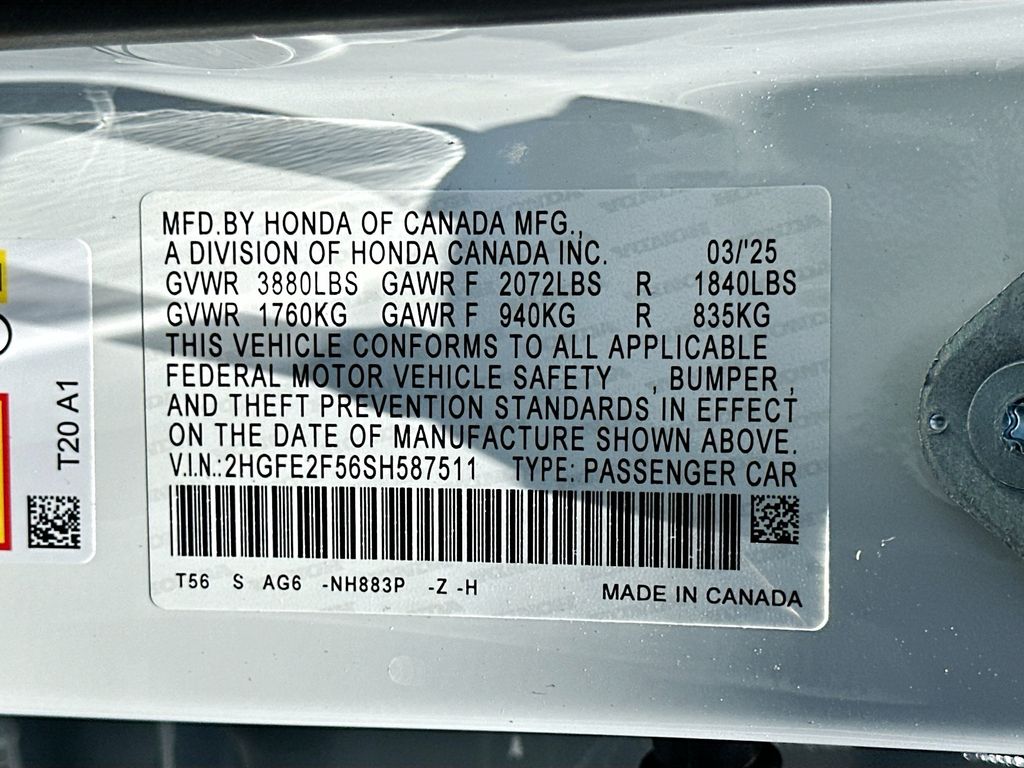 MFD.BY HONDA OF CANADA MFG.,
A DIVISION OF HONDA CANADA INC. 03/'25
GVWR 3880LBS GAWR F 2072LBS R 1840LBS
GVWR 1760KG GAWR F 940KG R 835KG
THIS VEHICLE CONFORMS TO ALL APPLICABLE
FEDERAL MOTOR VEHICLE SAFETY , BUMPER ,
AND THEFT PREVENTION STANDARDS IN EFFECT
ON THE DATE OF MANUFACTURE SHOWN ABOVE.
V.I.N.:2HGFE2F56SH587511 TYPE: PASSENGER CAR
T56 S AG6 -NH883P -Z -H MADE IN CANADA
T20 A1